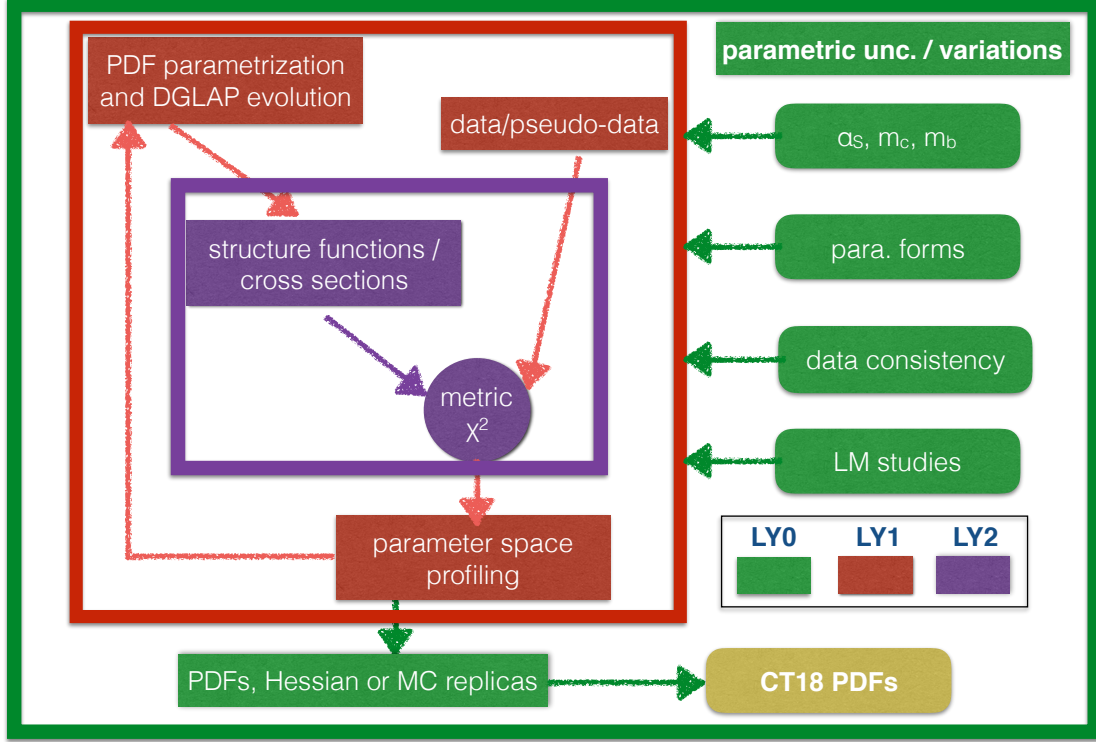 PDF parametrization
and DGLAP evolution
data/pseudo-data
structure functions /
cross sections
metric
χ²
parameter space
profiling
PDFs, Hessian or MC replicas
CT18 PDFs
parametric unc. / variations
αs, mc, mb
para. forms
data consistency
LM studies
LY0 LY1 LY2